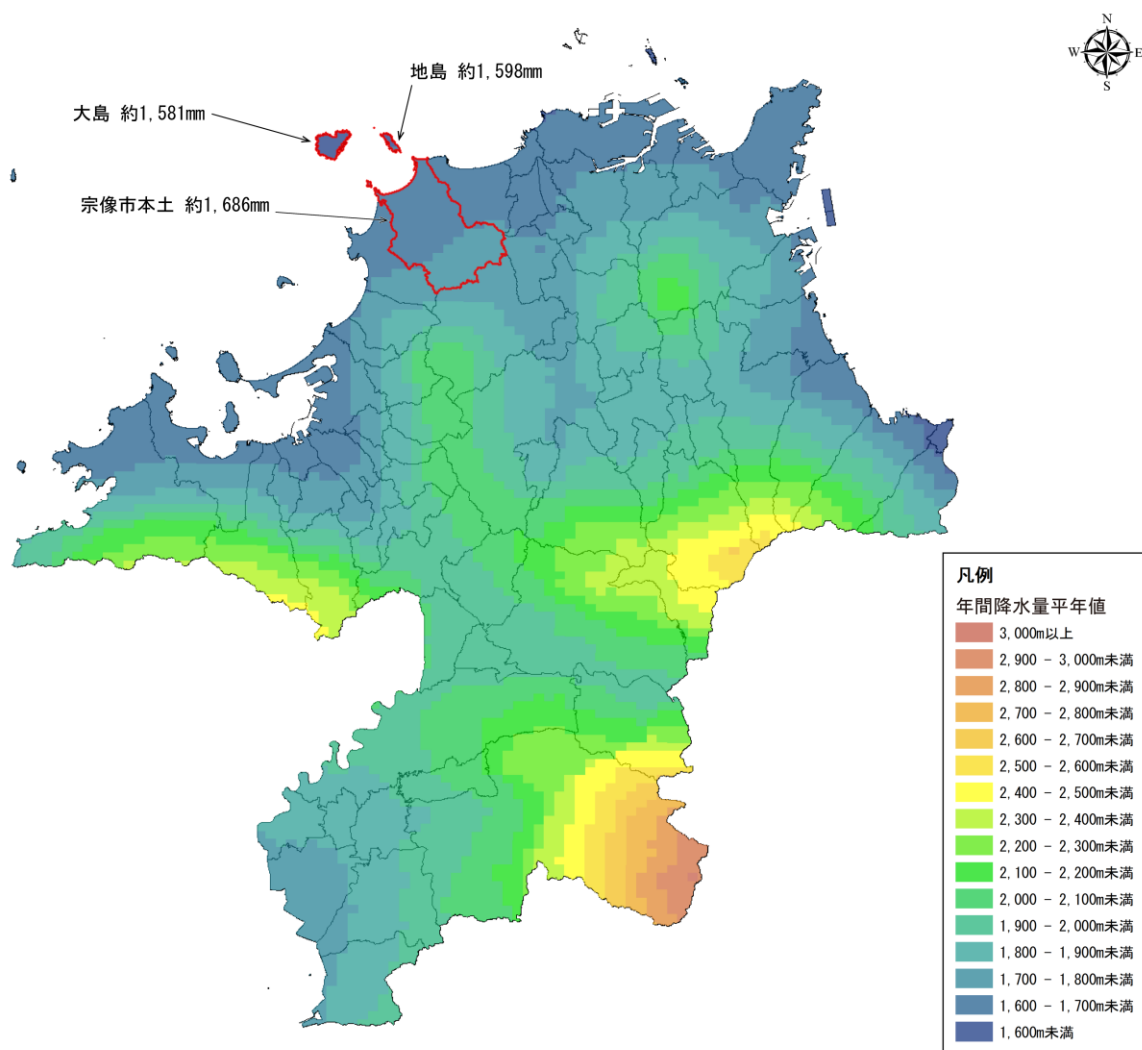 N
W E
S
地島 約1,598mm
大島 約1,581mm
宗像市本土 約1,686mm
凡例
年間降水量平年値
3,000m以上
2,900 - 3,000m未満
2,800 - 2,900m未満
2,700 - 2,800m未満
2,600 - 2,700m未満
2,500 - 2,600m未満
2,400 - 2,500m未満
2,300 - 2,400m未満
2,200 - 2,300m未満
2,100 - 2,200m未満
2,000 - 2,100m未満
1,900 - 2,000m未満
1,800 - 1,900m未満
1,700 - 1,800m未満
1,600 - 1,700m未満
1,600m未満